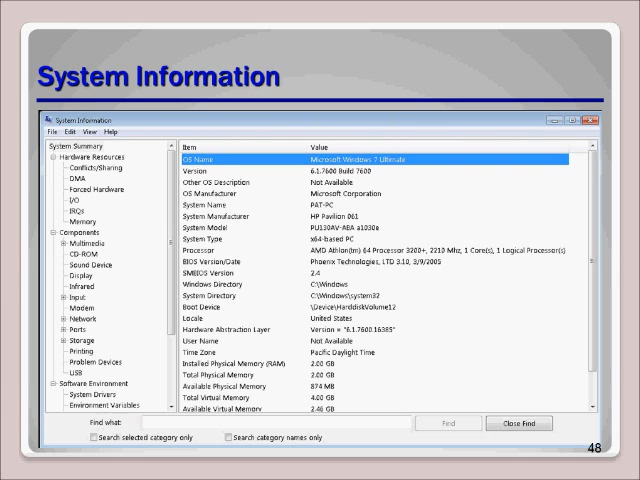 System Information
System Information
File Edit View Help
System Summary
Hardware Resources
Conflicts/Sharing
DMA
Forced Hardware
I/O
IRQs
Memory
Components
Multimedia
CD-ROM
Sound Device
Display
Infrared
Input
Modem
Network
Ports
Storage
Printing
Problem Devices
USB
Software Environment
System Drivers
Environment Variables
Item Value
OS Name Microsoft Windows 7 Ultimate
Version 6.1.7600 Build 7600
Other OS Description Not Available
OS Manufacturer Microsoft Corporation
System Name PAT-PC
System Manufacturer HP Pavilion 061
System Model PU130AV-ABA a1030e
System Type x64-based PC
Processor AMD Athlon(tm) 64 Processor 3200+, 2210 Mhz, 1 Core(s), 1 Logical Processor(s)
BIOS Version/Date Phoenix Technologies, LTD 3.10, 3/9/2005
SMBIOS Version 2.4
Windows Directory C:\Windows
System Directory C:\Windows\system32
Boot Device \Device\HarddiskVolume12
Locale United States
Hardware Abstraction Layer Version = "6.1.7600.16385"
User Name Not Available
Time Zone Pacific Daylight Time
Installed Physical Memory (RAM) 2.00 GB
Total Physical Memory 2.00 GB
Available Physical Memory 874 MB
Total Virtual Memory 4.00 GB
Available Virtual Memory 2.46 GB
Find what: Find Close Find
Search selected category only Search category names only
48